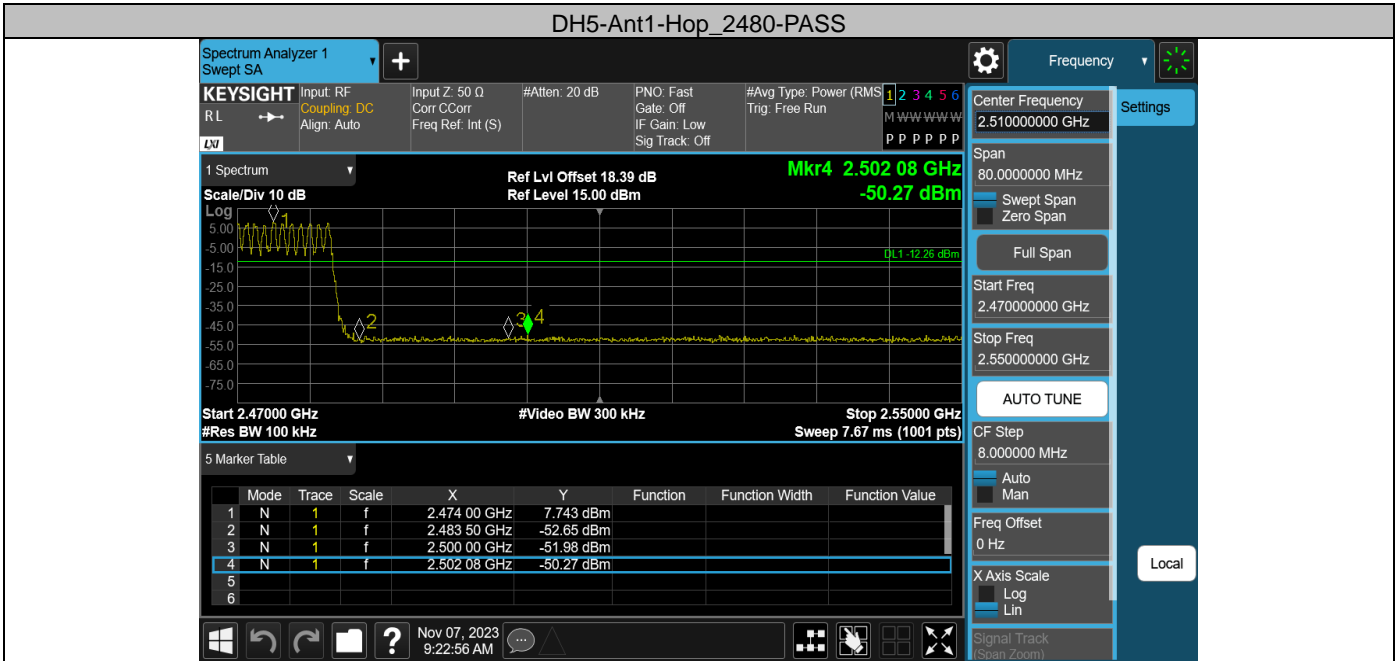 DH5-Ant1-Hop_2480-PASS
Spectrum Analyzer 1
Swept SA
Frequency
KEYSIGHT
RL
LXI
Input: RF
Coupling: DC
Align: Auto
Input Z: 50 Ω
Corr CCorr
Freq Ref: Int (S)
#Atten: 20 dB
PNO: Fast
Gate: Off
IF Gain: Low
Sig Track: Off
#Avg Type: Power (RMS
Trig: Free Run
1 2 3 4 5 6
M W W W W W
P P P P P P
1 Spectrum
Scale/Div 10 dB
Ref Lvl Offset 18.39 dB
Ref Level 15.00 dBm
Mkr4 2.502 08 GHz
-50.27 dBm
Log
5.00
-5.00
-15.0
-25.0
-35.0
-45.0
-55.0
-65.0
-75.0
1
2
3
4
DL1 -12.26 dBm
Start 2.47000 GHz
#Res BW 100 kHz
#Video BW 300 kHz
Stop 2.55000 GHz
Sweep 7.67 ms (1001 pts)
5 Marker Table
Mode Trace Scale X Y Function Function Width Function Value
1 N 1 f 2.474 00 GHz 7.743 dBm
2 N 1 f 2.483 50 GHz -52.65 dBm
3 N 1 f 2.500 00 GHz -51.98 dBm
4 N 1 f 2.502 08 GHz -50.27 dBm
5
6
Center Frequency
2.510000000 GHz
Settings
Span
80.0000000 MHz
Swept Span
Zero Span
Full Span
Start Freq
2.470000000 GHz
Stop Freq
2.550000000 GHz
AUTO TUNE
CF Step
8.000000 MHz
Auto
Man
Freq Offset
0 Hz
Local
X Axis Scale
Log
Lin
Signal Track
(Span Zoom)
?
Nov 07, 2023
9:22:56 AM